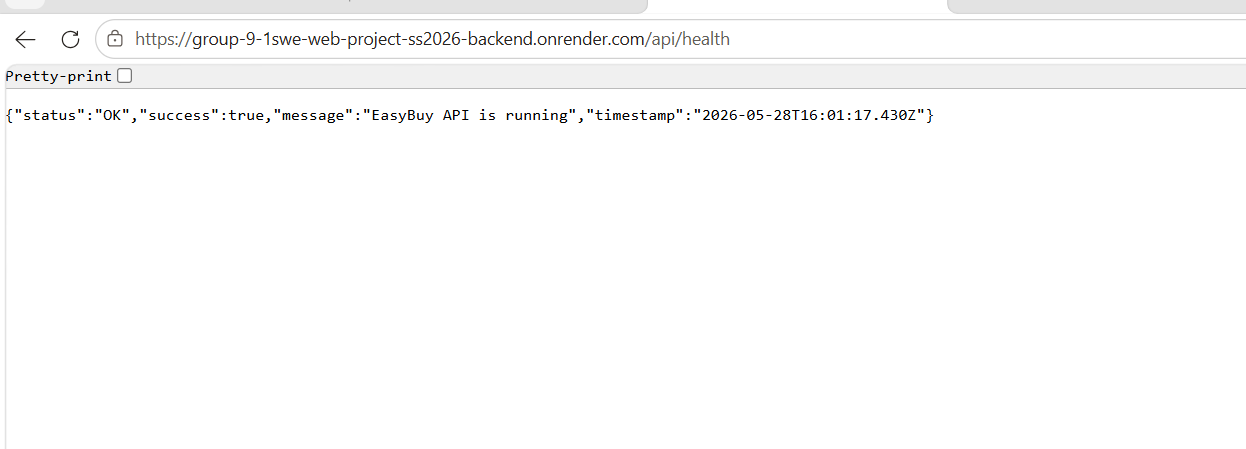 https://group-9-1swe-web-project-ss2026-backend.onrender.com/api/health
Pretty-print
{"status":"OK","success":true,"message":"EasyBuy API is running","timestamp":"2026-05-28T16:01:17.430Z"}